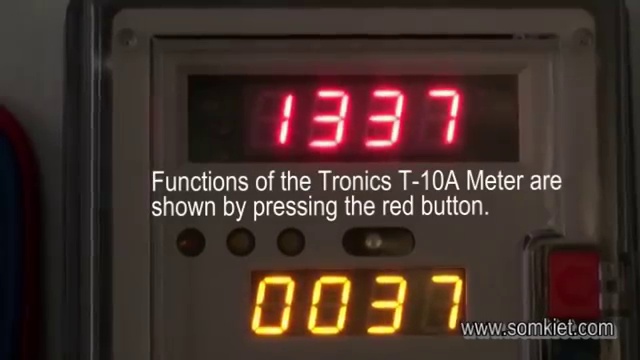 1337
Functions of the Tronics T-10A Meter are
shown by pressing the red button.
0037
www.somkiet.com